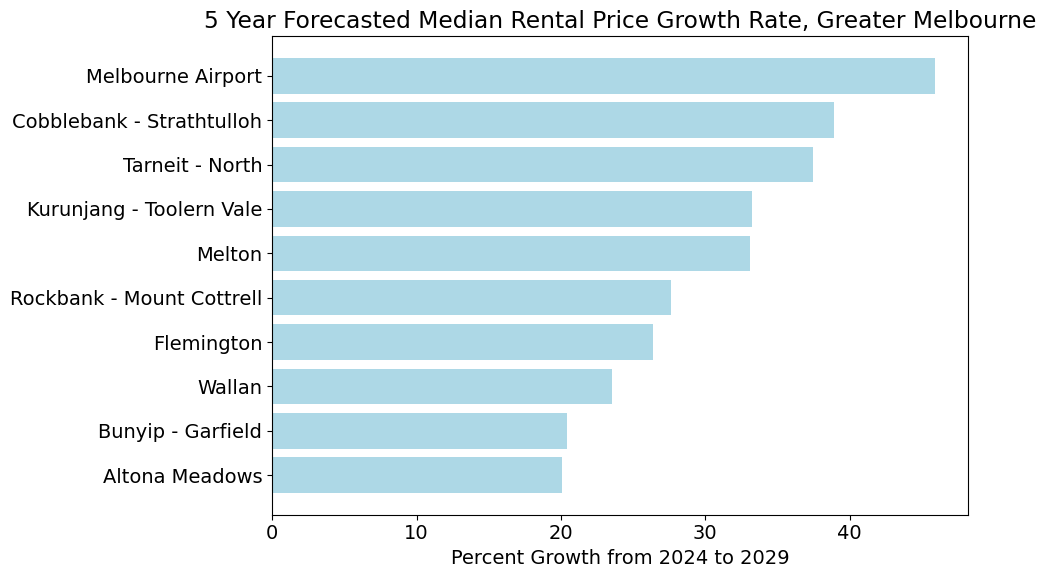 5 Year Forecasted Median Rental Price Growth Rate, Greater Melbourne
Melbourne Airport
Cobblebank - Strathtulloh
Tarneit - North
Kurunjang - Toolern Vale
Melton
Rockbank - Mount Cottrell
Flemington
Wallan
Bunyip - Garfield
Altona Meadows
0 10 20 30 40
Percent Growth from 2024 to 2029